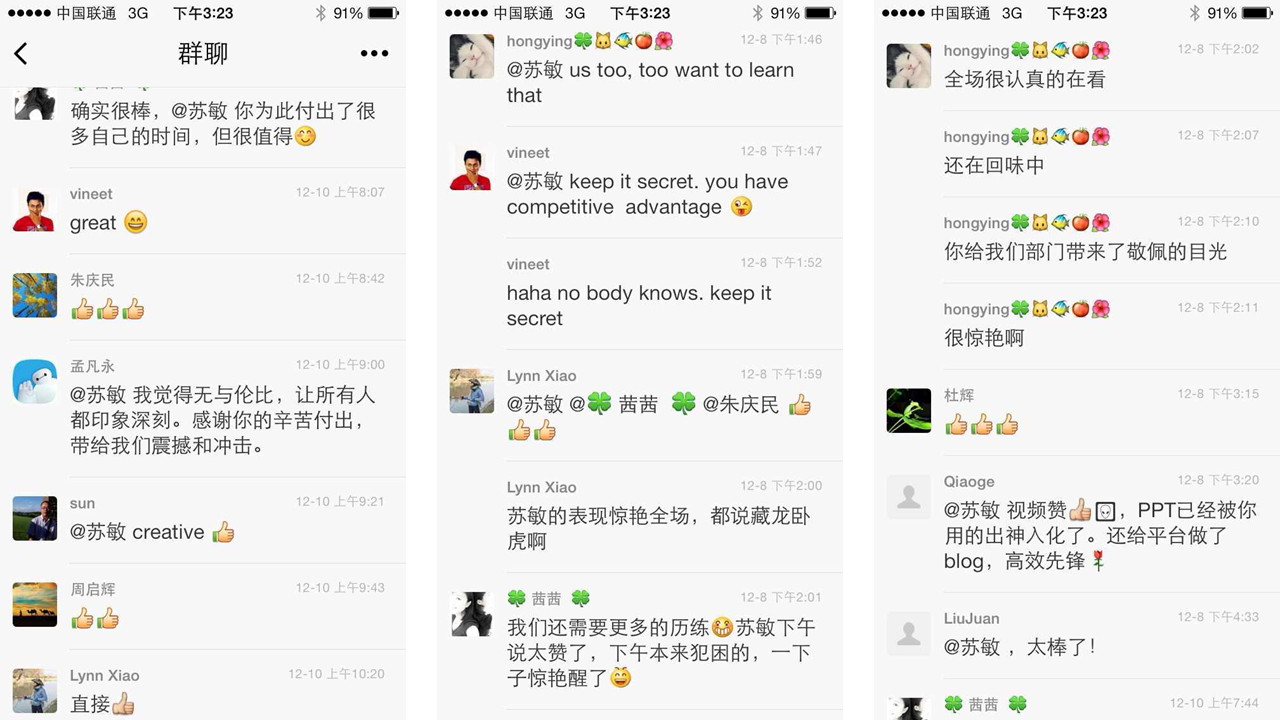 中国联通 3G 下午3:23 91%
群聊
茜茜
确实很棒，@苏敏 你为此付出了很
多自己的时间，但很值得😊
vineet 12-10 上午8:07
great 😄
朱庆民 12-10 上午8:42
👍👍👍
孟凡永 12-10 上午9:00
@苏敏 我觉得无与伦比，让所有人
都印象深刻。感谢你的辛苦付出，
带给我们震撼和冲击。
sun 12-10 上午9:21
@苏敏 creative 👍
周启辉 12-10 上午9:43
👍👍
Lynn Xiao 12-10 上午10:20
直接👍
中国联通 3G 下午3:23 91%
hongying🍀🐱🐠🍅🌺 12-8 下午1:46
@苏敏 us too, too want to learn
that
vineet 12-8 下午1:47
@苏敏 keep it secret. you have
competitive advantage 😜
vineet 12-8 下午1:52
haha no body knows. keep it
secret
Lynn Xiao 12-8 下午1:59
@苏敏 @🍀 茜茜 🍀 @朱庆民 👍
👍👍
Lynn Xiao 12-8 下午2:00
苏敏的表现惊艳全场，都说藏龙卧
虎啊
🍀 茜茜 🍀 12-8 下午2:01
我们还需要更多的历练😁苏敏下午
说太赞了，下午本来犯困的，一下
子惊艳醒了😄
中国联通 3G 下午3:23 91%
hongying🍀🐱🐠🍅🌺 12-8 下午2:02
全场很认真的在看
hongying🍀🐱🐠🍅🌺 12-8 下午2:07
还在回味中
hongying🍀🐱🐠🍅🌺 12-8 下午2:10
你给我们部门带来了敬佩的目光
hongying🍀🐱🐠🍅🌺 12-8 下午2:11
很惊艳啊
杜辉 12-8 下午3:15
👍👍👍
Qiaoge 12-8 下午3:20
@苏敏 视频赞👍，PPT已经被你
用的出神入化了。还给平台做了
blog，高效先锋🌹
LiuJuan 12-8 下午4:33
@苏敏 ，太棒了！
🍀 茜茜 🍀 12-8 下午7:44